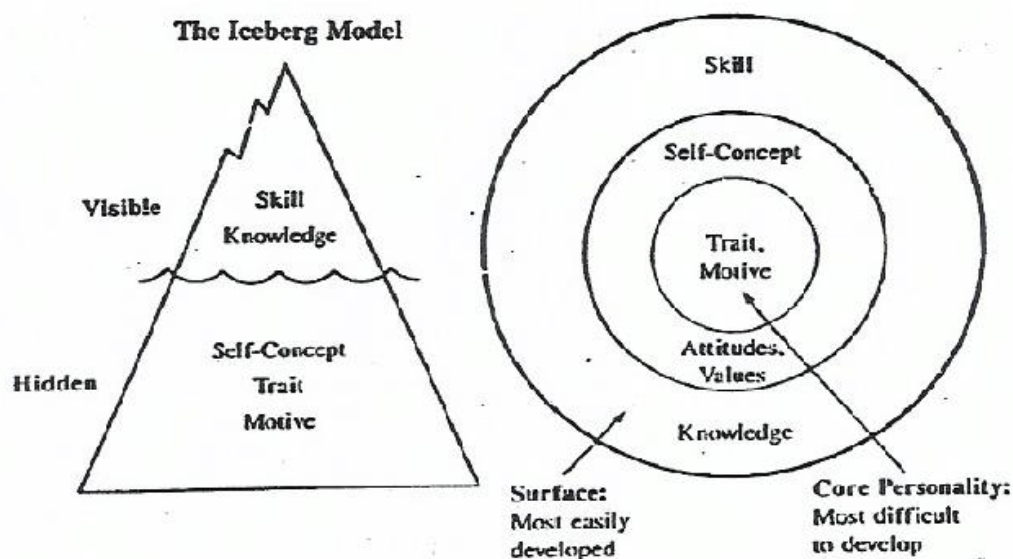 The Iceberg Model
Visible
Skill
Knowledge
Hidden
Self-Concept
Trait
Motive
Skill
Self-Concept
Trait,
Motive
Attitudes,
Values
Knowledge
Surface:
Most easily
developed
Core Personality:
Most difficult
to develop